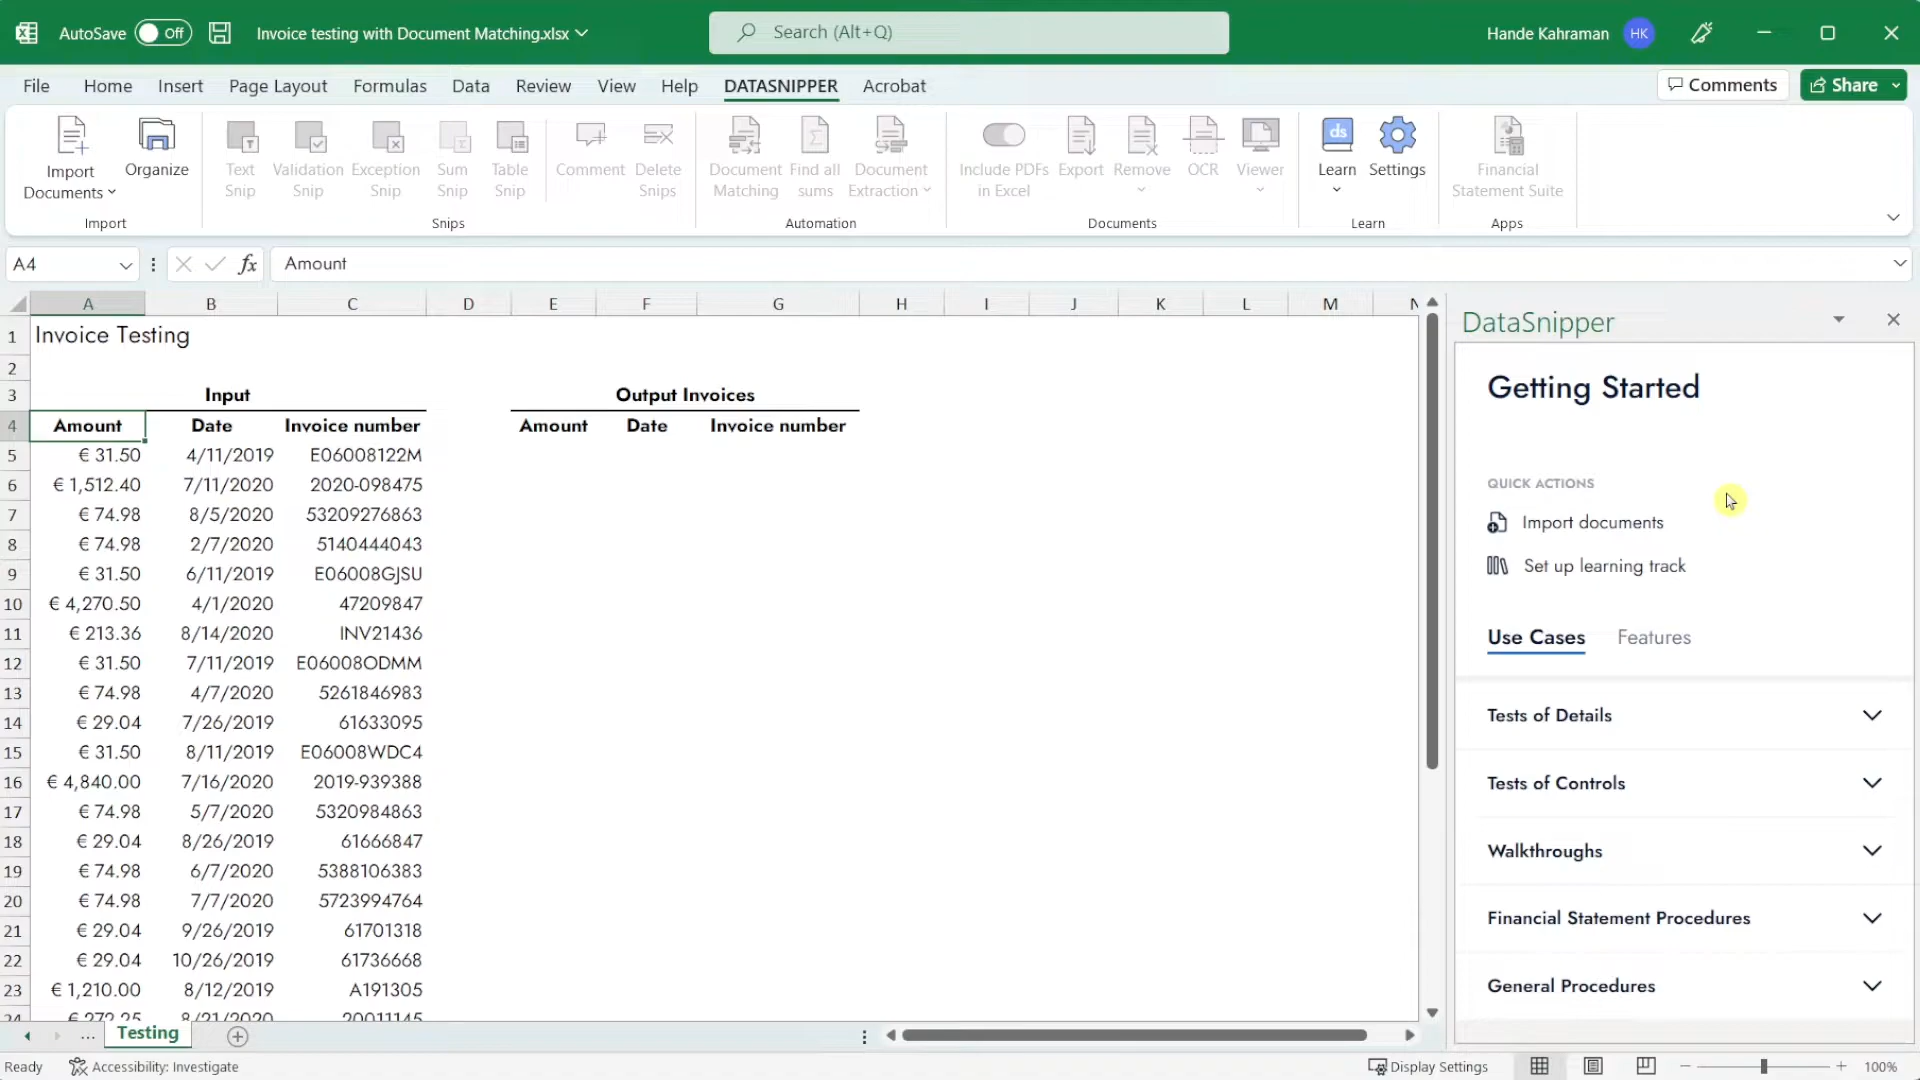 AutoSave Off Invoice testing with Document Matching.xlsx Search (Alt+Q) Hande Kahraman HK
File Home Insert Page Layout Formulas Data Review View Help DATASNIPPER Acrobat Comments Share
Import Documents Organize Text Snip Validation Snip Exception Snip Sum Snip Table Snip Comment Delete Snips Document Matching Find all sums Document Extraction Include PDFs in Excel Export Remove OCR Viewer ds Learn Settings Financial Statement Suite
Import Snips Automation Documents Learn Apps
A4 fx Amount
A B C D E F G H I J K L M N
1 Invoice Testing
2
3 Input Output Invoices
4 Amount Date Invoice number Amount Date Invoice number
5 € 31.50 4/11/2019 E06008122M
6 € 1,512.40 7/11/2020 2020-098475
7 € 74.98 8/5/2020 53209276863
8 € 74.98 2/7/2020 5140444043
9 € 31.50 6/11/2019 E06008GJSU
10 € 4,270.50 4/1/2020 47209847
11 € 213.36 8/14/2020 INV21436
12 € 31.50 7/11/2019 E06008ODMM
13 € 74.98 4/7/2020 5261846983
14 € 29.04 7/26/2019 61633095
15 € 31.50 8/11/2019 E06008WDC4
16 € 4,840.00 7/16/2020 2019-939388
17 € 74.98 5/7/2020 5320984863
18 € 29.04 8/26/2019 61666847
19 € 74.98 6/7/2020 5388106383
20 € 74.98 7/7/2020 5723994764
21 € 29.04 9/26/2019 61701318
22 € 29.04 10/26/2019 61736668
23 € 1,210.00 8/12/2019 A191305
24 € 272.25 8/21/2020 20011145
DataSnipper
Getting Started
QUICK ACTIONS
Import documents
Set up learning track
Use Cases Features
Tests of Details
Tests of Controls
Walkthroughs
Financial Statement Procedures
General Procedures
... Testing
Ready Accessibility: Investigate Display Settings 100%